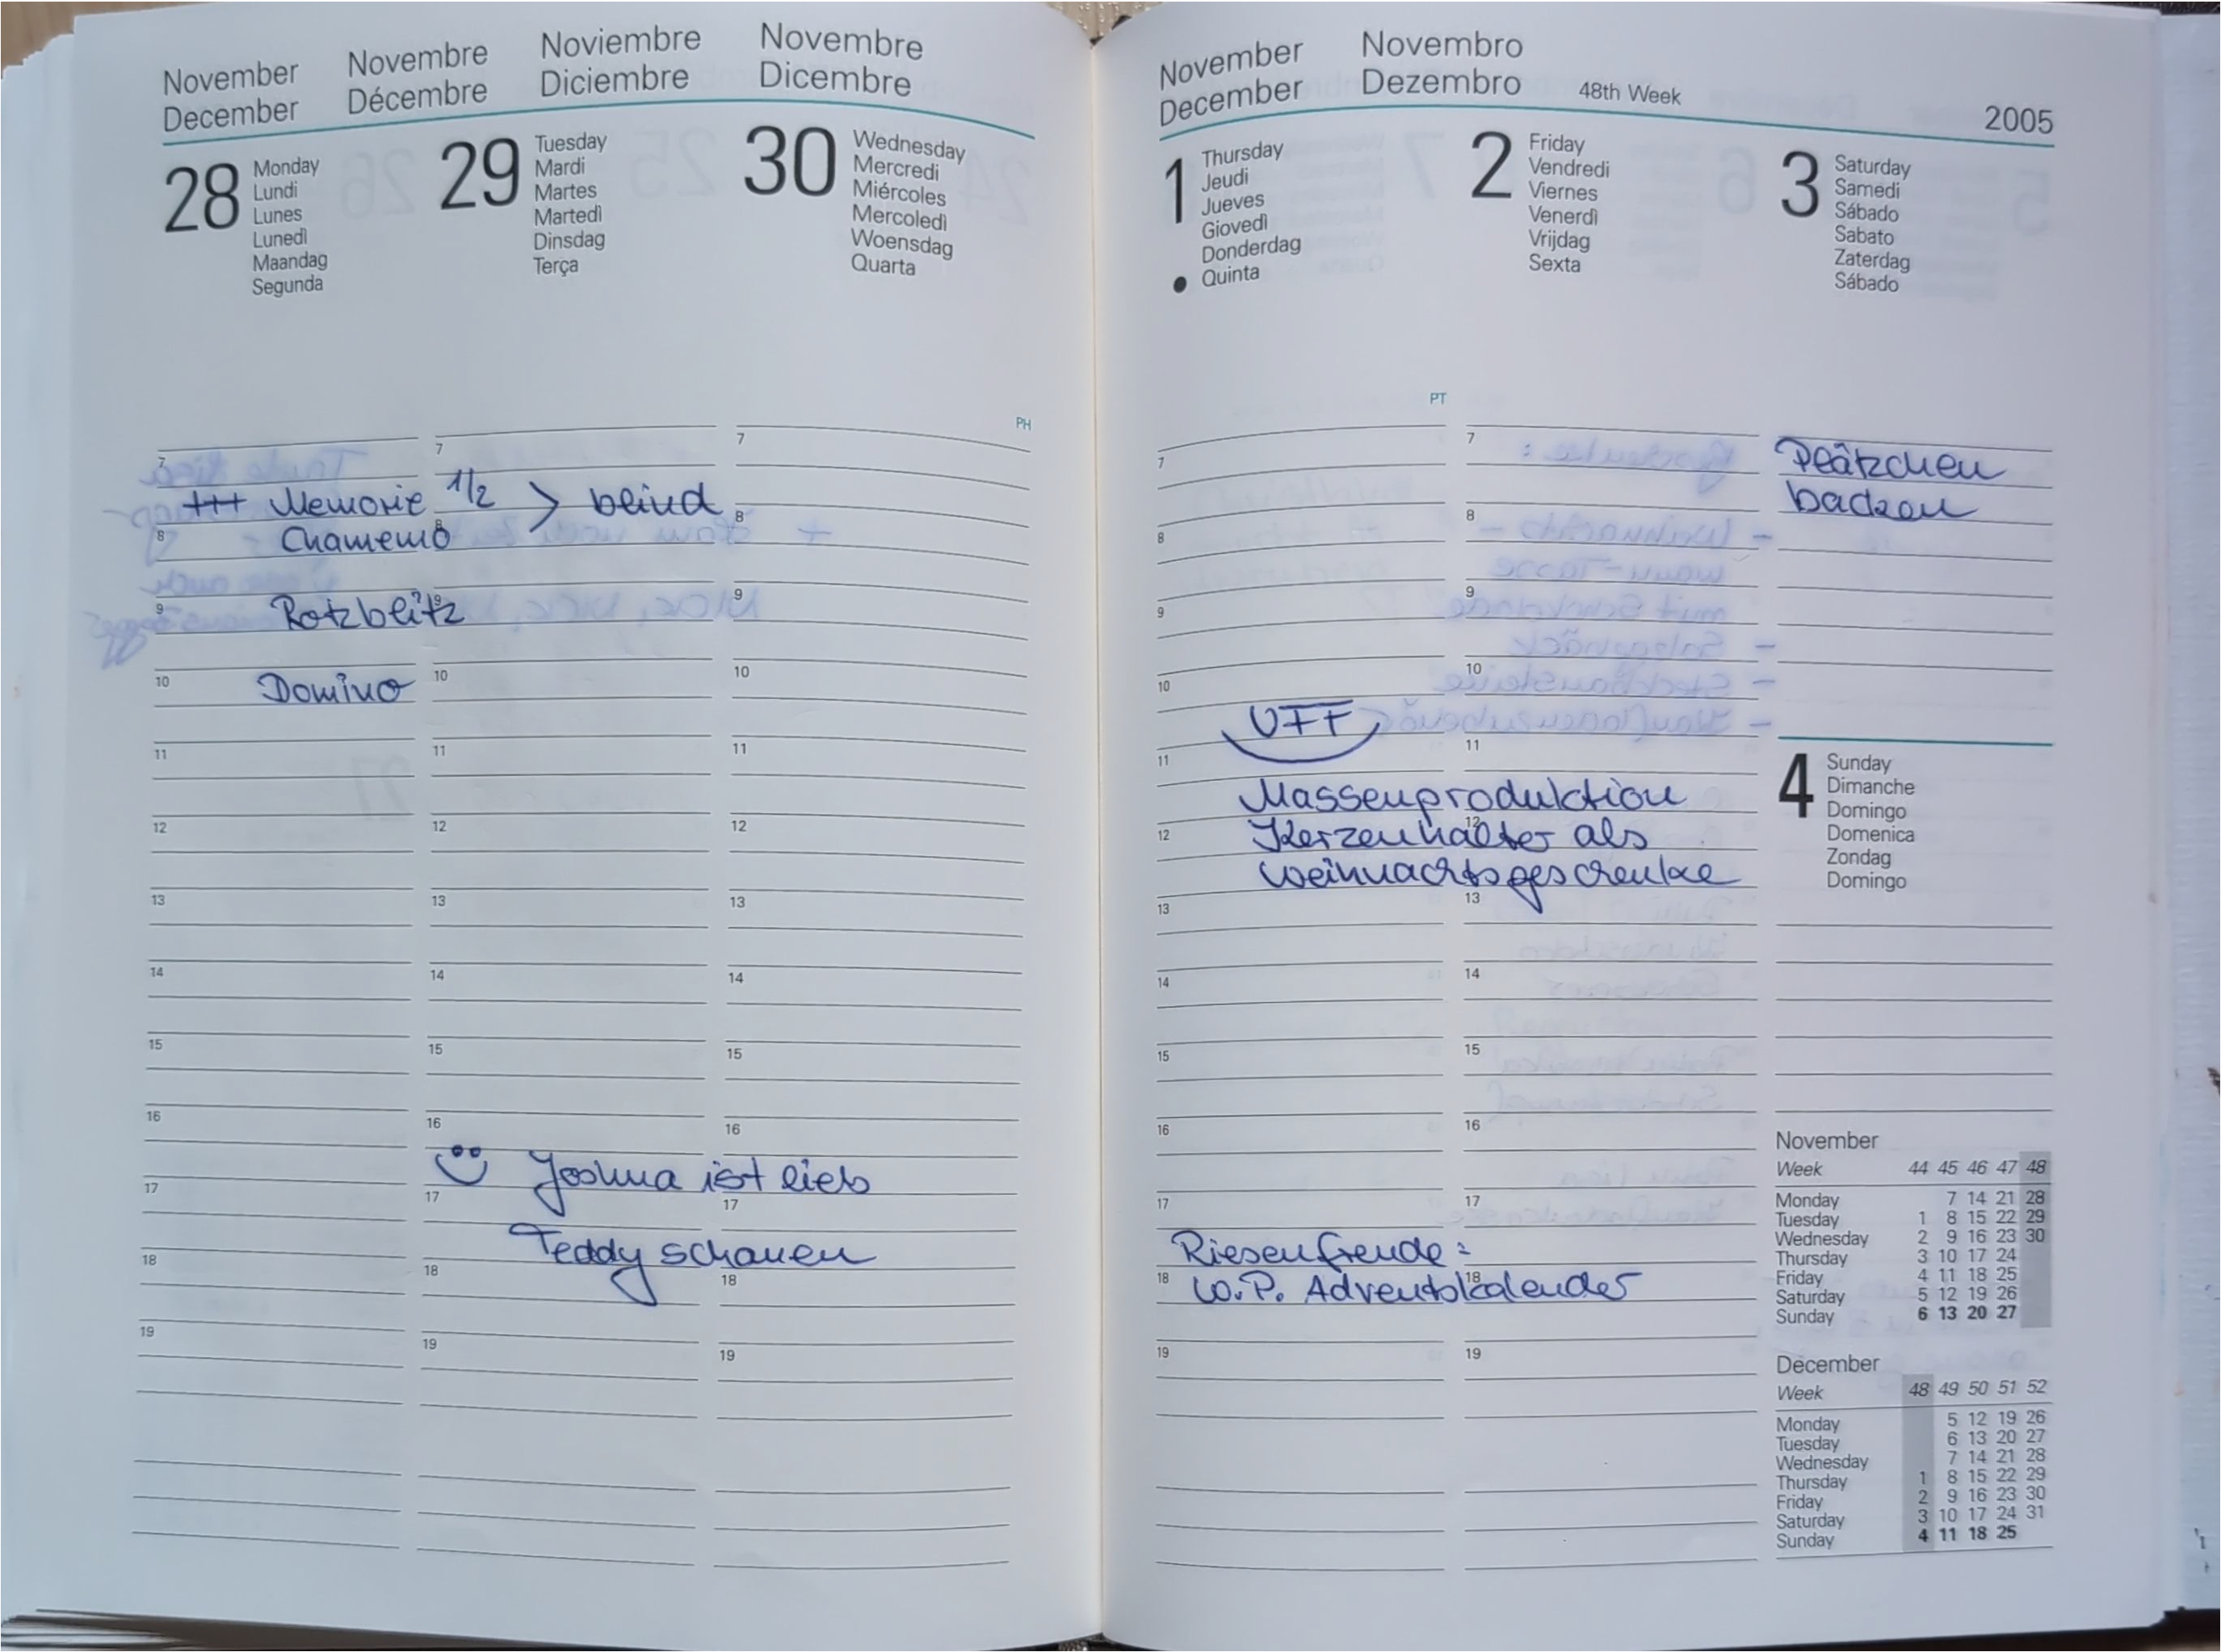 November Novembre Noviembre Novembre
December Décembre Diciembre Dicembre
28 Monday
Lundi
Lunes
Lunedì
Maandag
Segunda
29 Tuesday
Mardi
Martes
Martedì
Dinsdag
Terça
30 Wednesday
Mercredi
Miércoles
Mercoledì
Woensdag
Quarta
PH
7 7 7
+++ Memorie 1/2 > blind
8 8 8
Chamemo
9 9 9
Rotzblitz
10 10 10
Domino
11 11 11
12 12 12
13 13 13
14 14 14
15 15 15
16 16 16
Joshua ist lieb
17 17 17
Teddy schauen
18 18 18
19 19 19
November Novembro
December Dezembro 48th Week 2005
1 Thursday
Jeudi
Jueves
Giovedì
Donderdag
Quinta
2 Friday
Vendredi
Viernes
Venerdì
Vrijdag
Sexta
3 Saturday
Samedi
Sábado
Sabato
Zaterdag
Sábado
PT
7 7
8 8
9 9
10 10
UFF
11 11
Massenproduktion
12 12
Kerzenhalter als
Weihnachtsgeschenke
13 13
14 14
15 15
16 16
17 17
Riesenfreude:
18 18
W.P. Adventskalender
19 19
Plätzchen
backen
4 Sunday
Dimanche
Domingo
Domenica
Zondag
Domingo
November
Week 44 45 46 47 48
Monday 7 14 21 28
Tuesday 1 8 15 22 29
Wednesday 2 9 16 23 30
Thursday 3 10 17 24
Friday 4 11 18 25
Saturday 5 12 19 26
Sunday 6 13 20 27
December
Week 48 49 50 51 52
Monday 5 12 19 26
Tuesday 6 13 20 27
Wednesday 7 14 21 28
Thursday 1 8 15 22 29
Friday 2 9 16 23 30
Saturday 3 10 17 24 31
Sunday 4 11 18 25